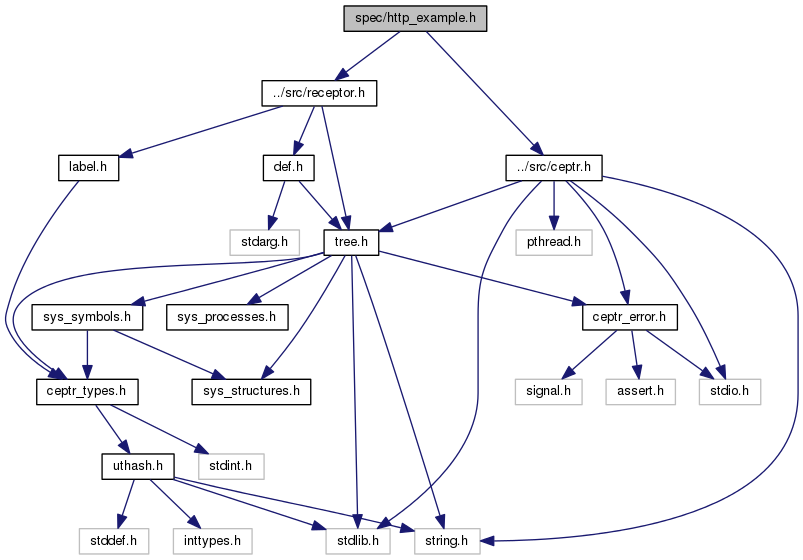 spec/http_example.h
../src/receptor.h
label.h
def.h
../src/ceptr.h
stdarg.h
tree.h
pthread.h
sys_symbols.h
sys_processes.h
ceptr_error.h
ceptr_types.h
sys_structures.h
signal.h
assert.h
stdio.h
uthash.h
stdint.h
stddef.h
inttypes.h
stdlib.h
string.h